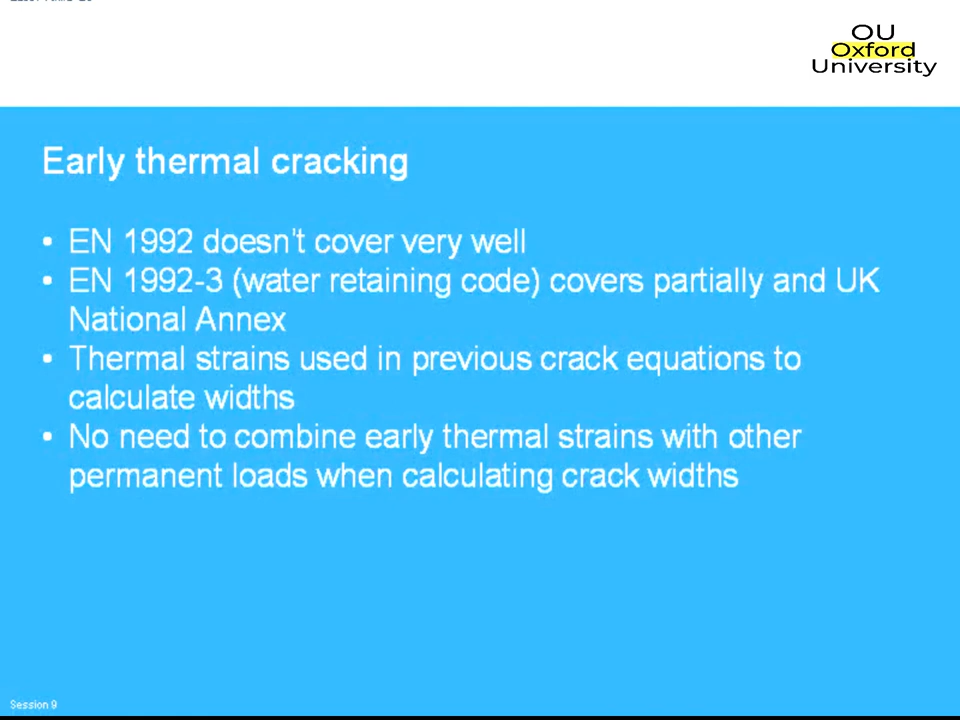 OU
Oxford
University
Early thermal cracking
• EN 1992 doesn't cover very well
• EN 1992-3 (water retaining code) covers partially and UK
National Annex
• Thermal strains used in previous crack equations to
calculate widths
• No need to combine early thermal strains with other
permanent loads when calculating crack widths
Session 9